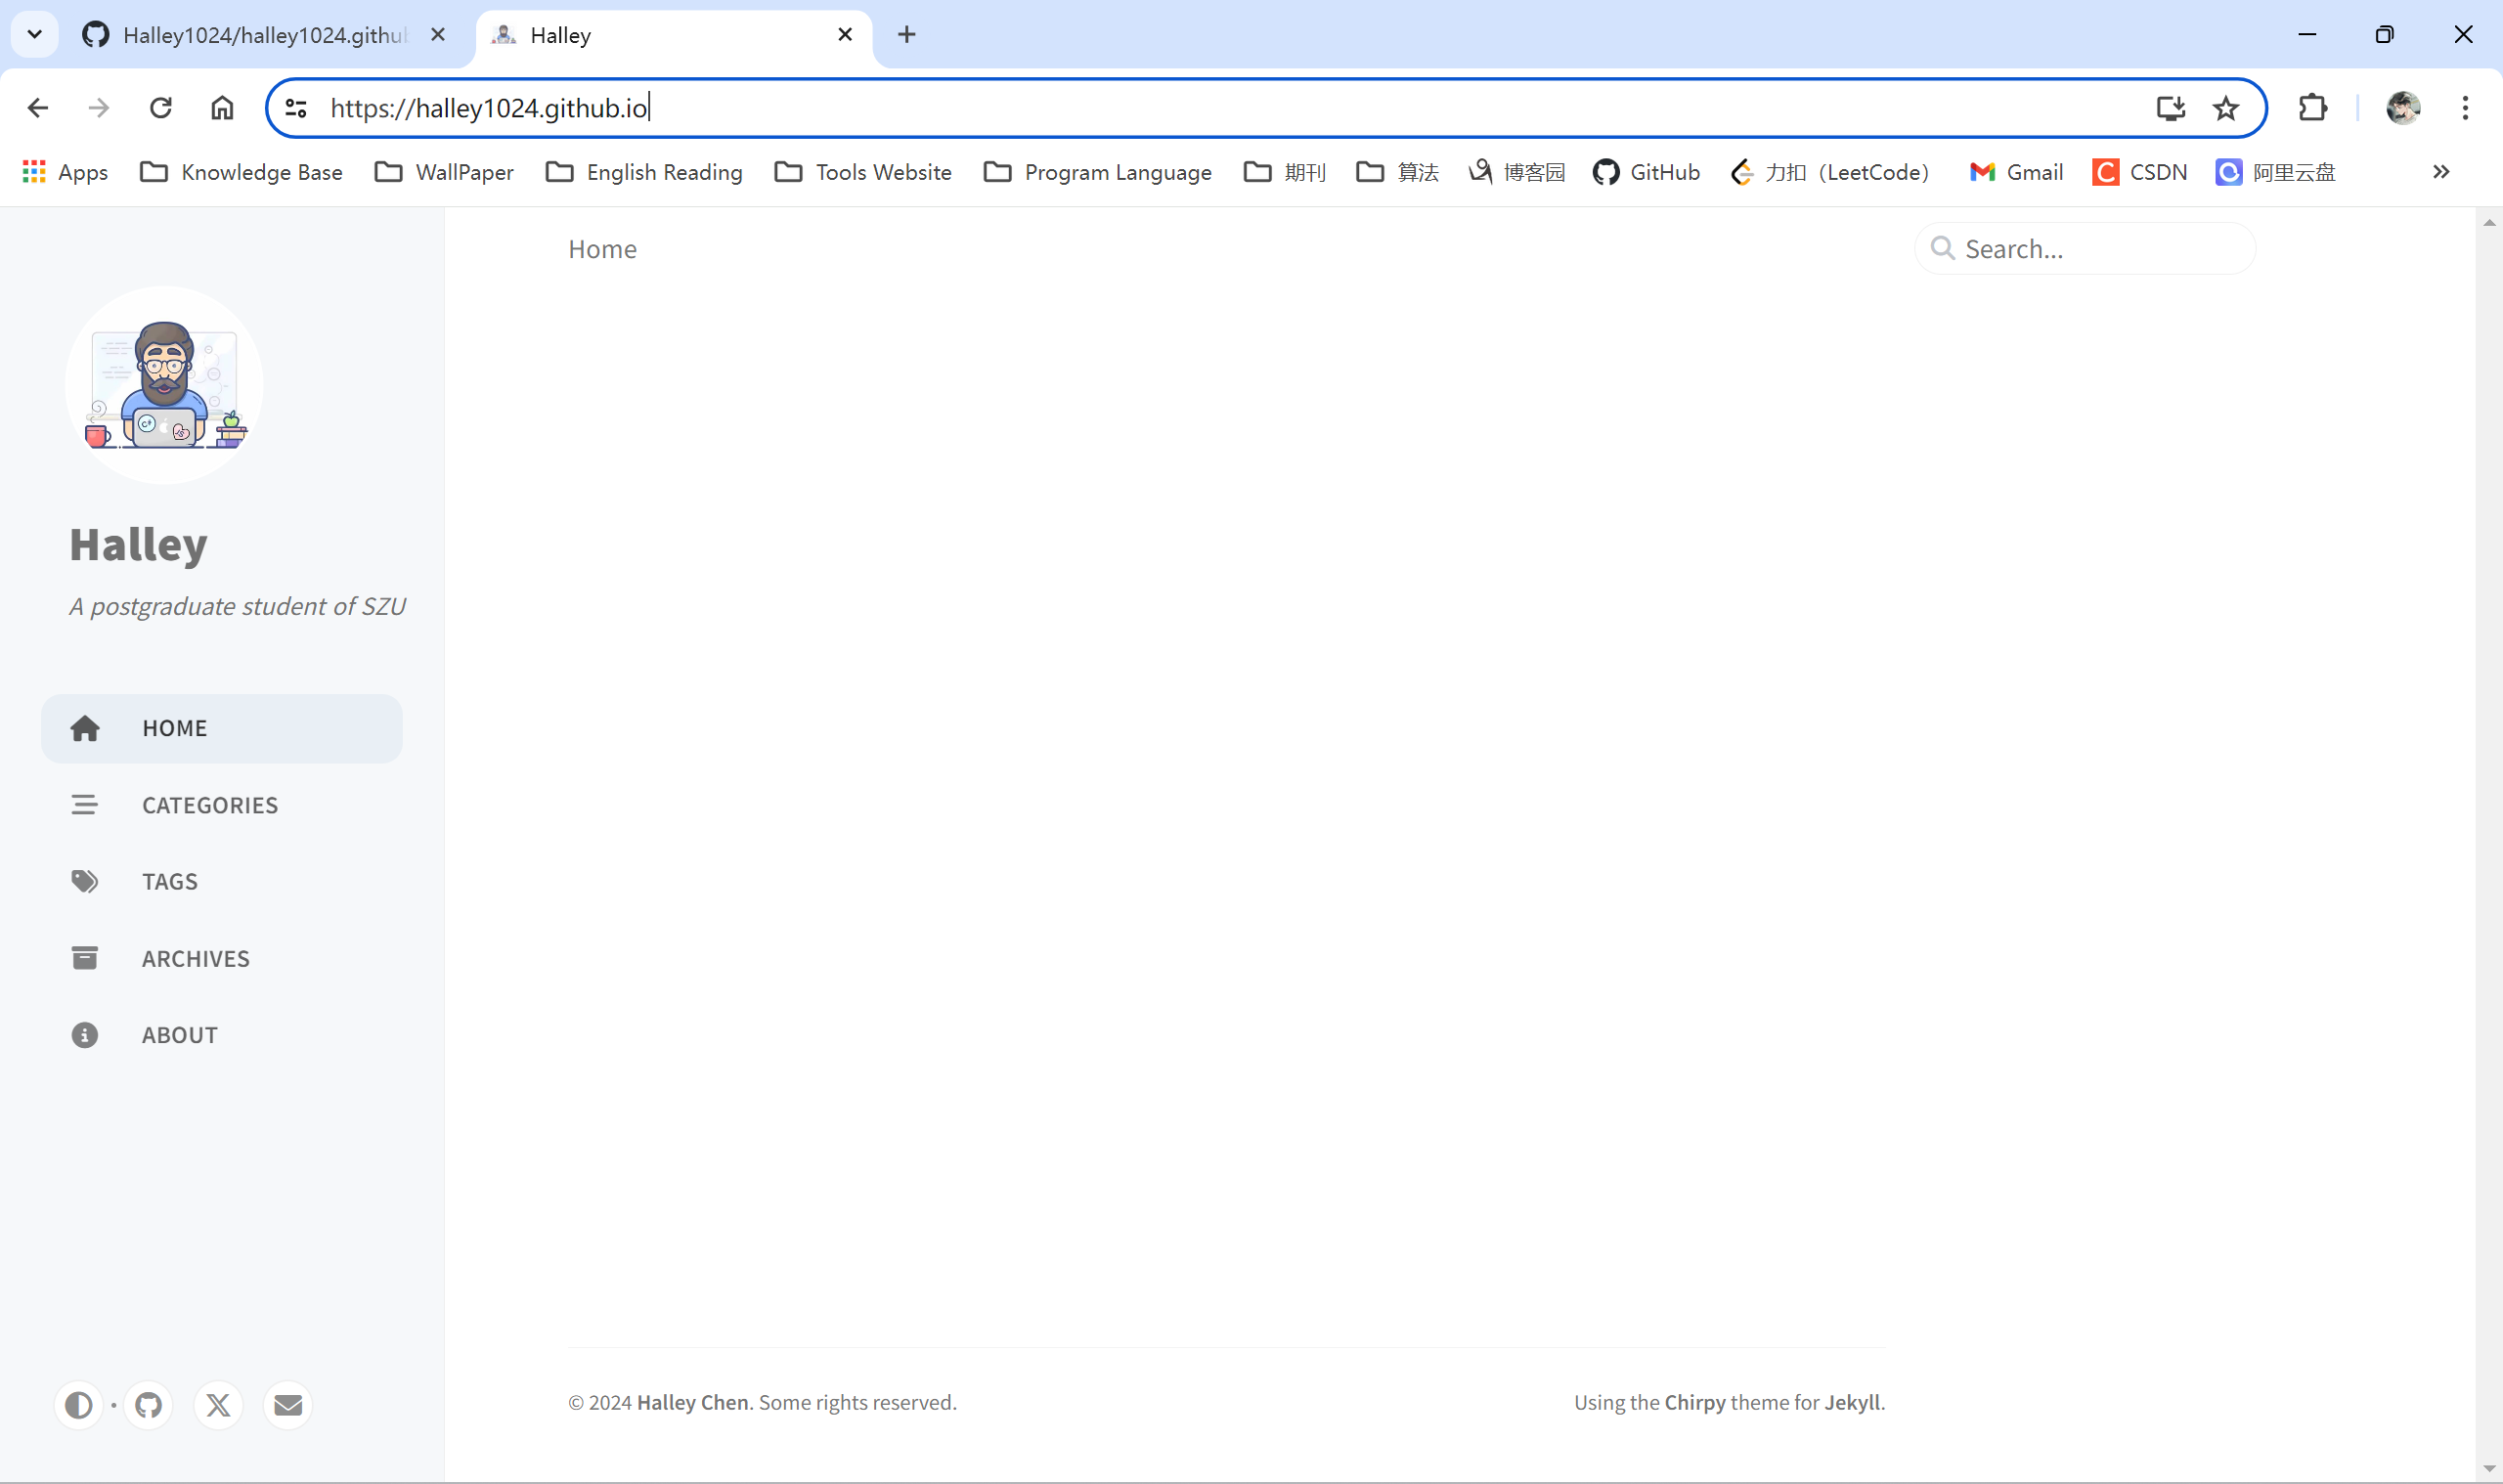 Halley1024/halley1024.githu
Halley
https://halley1024.github.io
Apps
Knowledge Base
WallPaper
English Reading
Tools Website
Program Language
期刊
算法
博客园
GitHub
力扣（LeetCode）
Gmail
CSDN
阿里云盘
Home
Search...
Halley
A postgraduate student of SZU
HOME
CATEGORIES
TAGS
ARCHIVES
ABOUT
© 2024 Halley Chen. Some rights reserved.
Using the Chirpy theme for Jekyll.